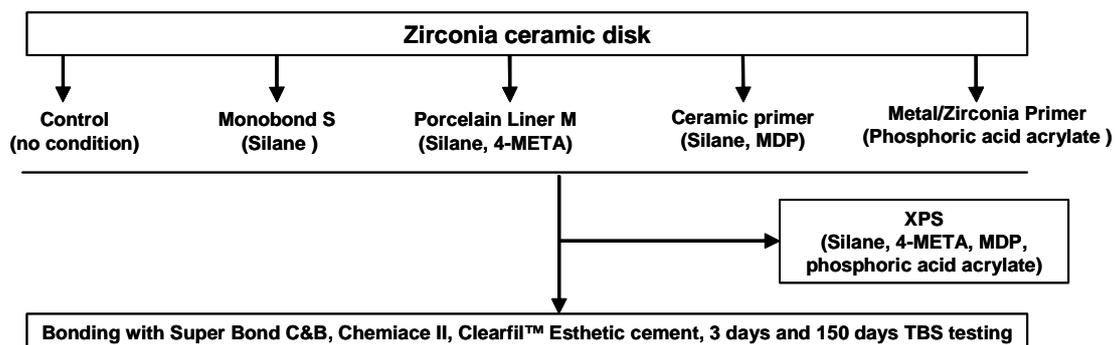 Zirconia ceramic disk
Control
(no condition)
Monobond S
(Silane )
Porcelain Liner M
(Silane, 4-META)
Ceramic primer
(Silane, MDP)
Metal/Zirconia Primer
(Phosphoric acid acrylate )
XPS
(Silane, 4-META, MDP,
phosphoric acid acrylate)
Bonding with Super Bond C&B, Chemiace II, Clearfil™ Esthetic cement, 3 days and 150 days TBS testing